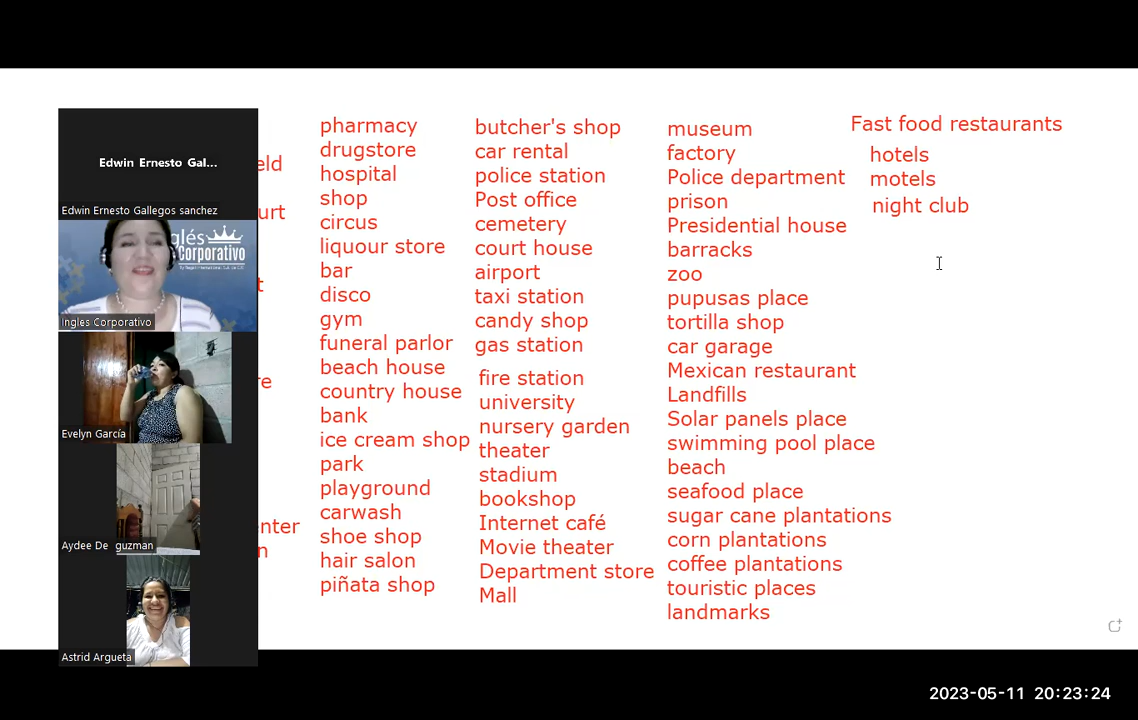 Edwin Ernesto Gal...
Edwin Ernesto Gallegos sanchez
glés
Corporativo
Ingles Corporativo
Evelyn García
Aydee De guzman
Astrid Argueta
eld
urt
t
re
enter
n
pharmacy
drugstore
hospital
shop
circus
liquour store
bar
disco
gym
funeral parlor
beach house
country house
bank
ice cream shop
park
playground
carwash
shoe shop
hair salon
piñata shop
butcher's shop
car rental
police station
Post office
cemetery
court house
airport
taxi station
candy shop
gas station
fire station
university
nursery garden
theater
stadium
bookshop
Internet café
Movie theater
Department store
Mall
museum
factory
Police department
prison
Presidential house
barracks
zoo
pupusas place
tortilla shop
car garage
Mexican restaurant
Landfills
Solar panels place
swimming pool place
beach
seafood place
sugar cane plantations
corn plantations
coffee plantations
touristic places
landmarks
Fast food restaurants
hotels
motels
night club
2023-05-11 20:23:24